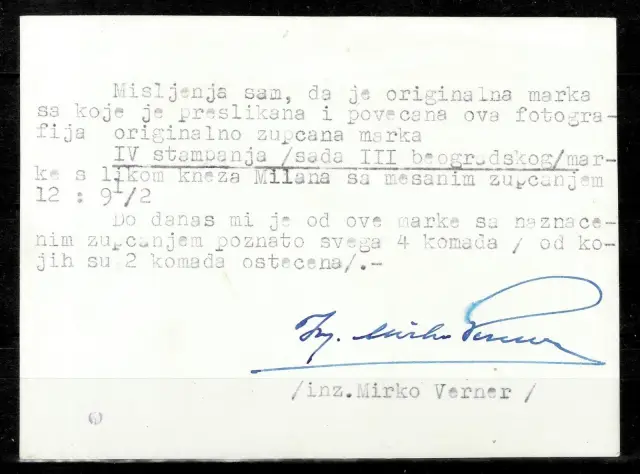 Misljenja sam, da je originalna marka
sa koje je preslikana i povecana ova fotogra-
fija originalno zupcana marka
IV stampanja /sada III beogradskog/mar-
ke s likom kneza Milana sa mesanim zupcanjem
12 : 9 1/2
Do danas mi je od ove marke sa naznace-
nim zupcanjem poznato svega 4 komada / od ko-
jih su 2 komada ostecena/.-
Ing. Mirko Verner
/inz.Mirko Verner /